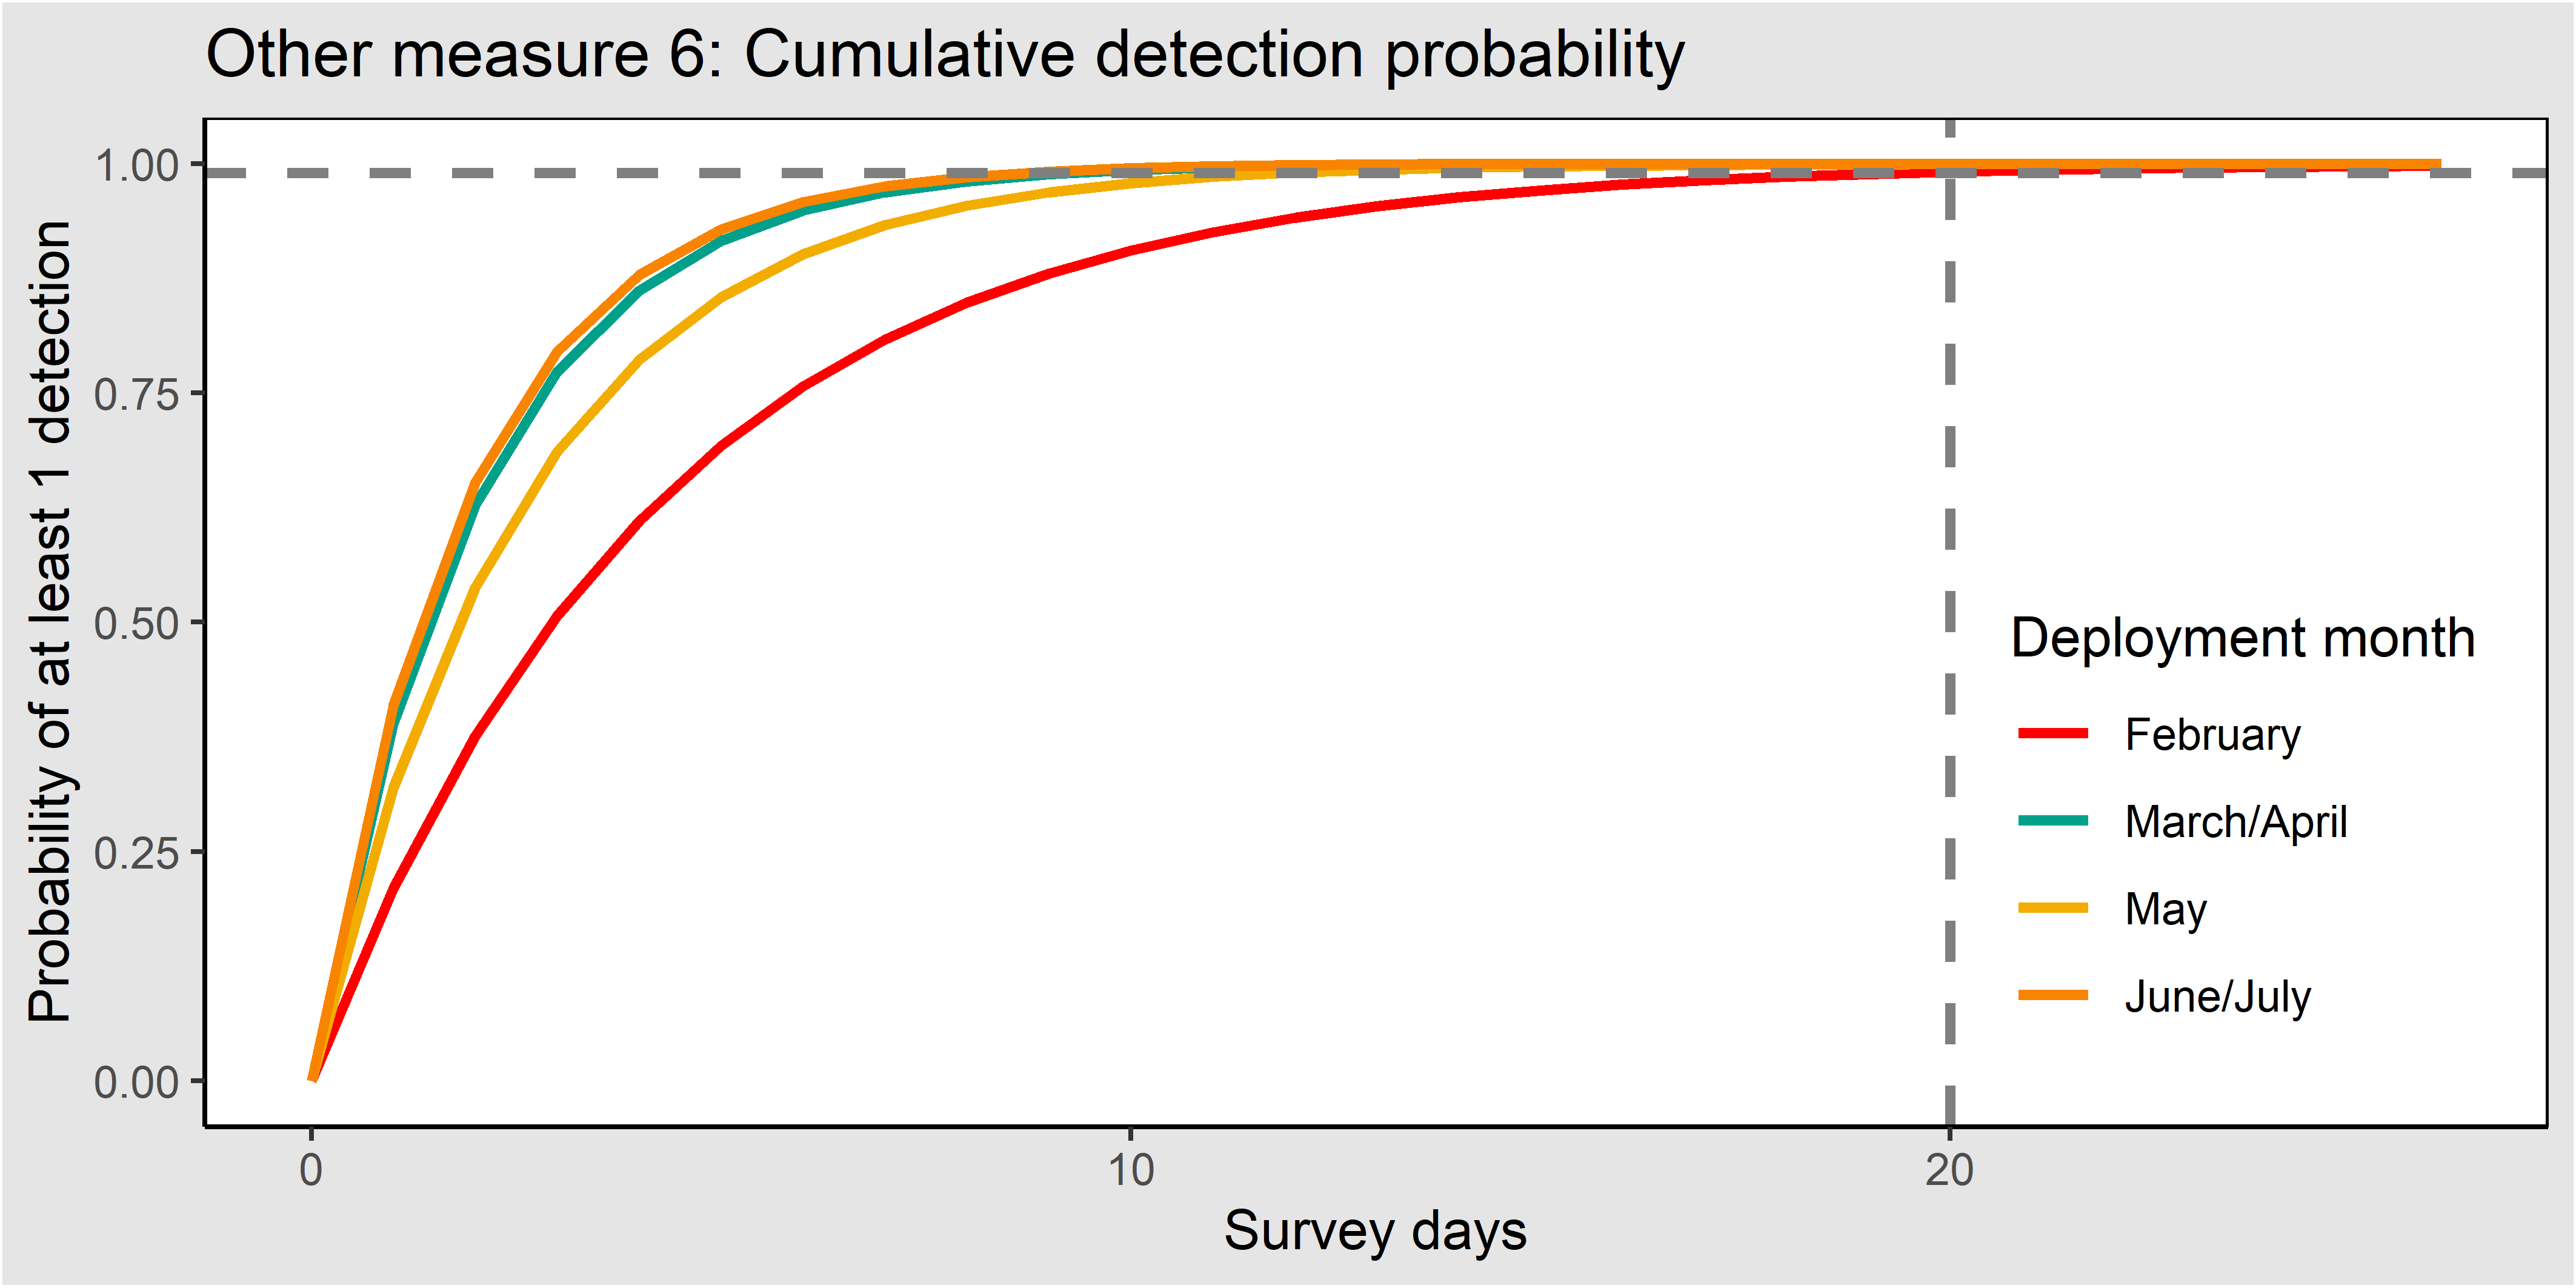 Other measure 6: Cumulative detection probability
Probability of at least 1 detection
1.00
0.75
0.50
0.25
0.00
0
10
20
Survey days
Deployment month
February
March/April
May
June/July